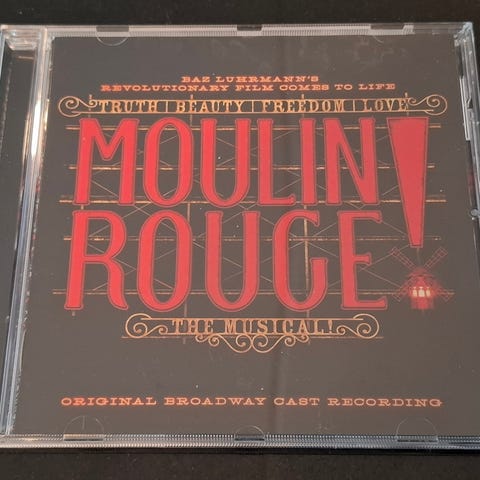 BAZ LUHRMANN'S
REVOLUTIONARY FILM COMES TO LIFE
TRUTH | BEAUTY | FREEDOM | LOVE
MOULIN
ROUGE!
THE MUSICAL!
ORIGINAL BROADWAY CAST RECORDING